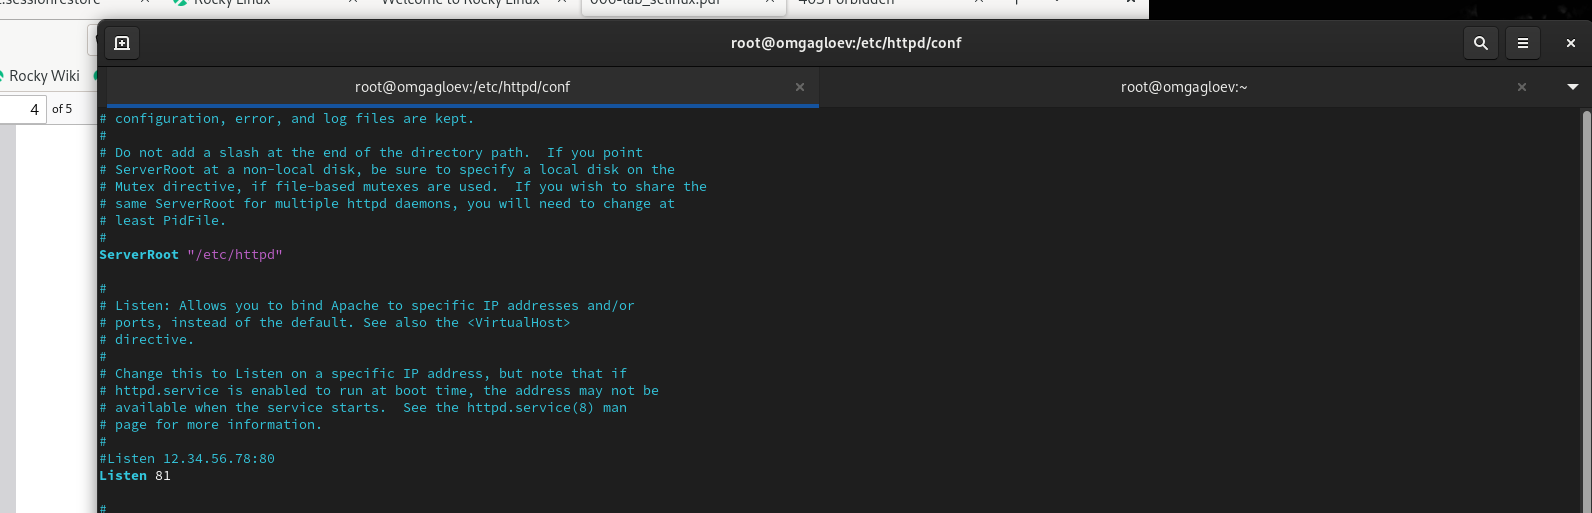 .sessionrestore × Rocky Linux × Welcome to Rocky Linux × 006-lab_selinux.pdf × 403 Forbidden ×
root@omgagloev:/etc/httpd/conf
Rocky Wiki
root@omgagloev:/etc/httpd/conf × root@omgagloev:~ ×
4 of 5
# configuration, error, and log files are kept.
#
# Do not add a slash at the end of the directory path.  If you point
# ServerRoot at a non-local disk, be sure to specify a local disk on the
# Mutex directive, if file-based mutexes are used.  If you wish to share the
# same ServerRoot for multiple httpd daemons, you will need to change at
# least PidFile.
#
ServerRoot "/etc/httpd"
#
# Listen: Allows you to bind Apache to specific IP addresses and/or
# ports, instead of the default. See also the <VirtualHost>
# directive.
#
# Change this to Listen on a specific IP address, but note that if
# httpd.service is enabled to run at boot time, the address may not be
# available when the service starts.  See the httpd.service(8) man
# page for more information.
#
#Listen 12.34.56.78:80
Listen 81
#